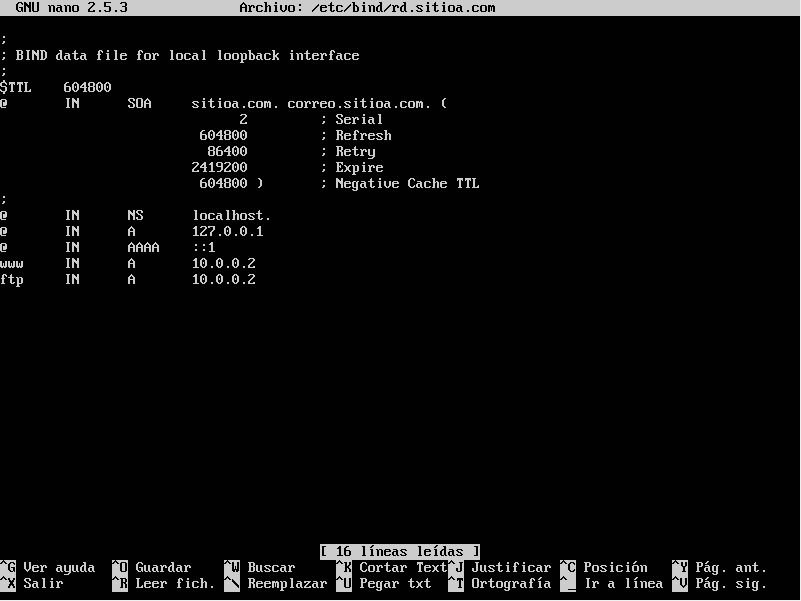 GNU nano 2.5.3 Archivo: /etc/bind/rd.sitioa.com
;
; BIND data file for local loopback interface
;
$TTL 604800
@ IN SOA sitioa.com. correo.sitioa.com. (
2 ; Serial
604800 ; Refresh
86400 ; Retry
2419200 ; Expire
604800 ) ; Negative Cache TTL
;
@ IN NS localhost.
@ IN A 127.0.0.1
@ IN AAAA ::1
www IN A 10.0.0.2
ftp IN A 10.0.0.2
[ 16 líneas leídas ]
^G Ver ayuda ^O Guardar ^W Buscar ^K Cortar Text^J Justificar ^C Posición ^Y Pág. ant.
^X Salir ^R Leer fich. ^\ Reemplazar ^U Pegar txt ^T Ortografía ^_ Ir a línea ^V Pág. sig.